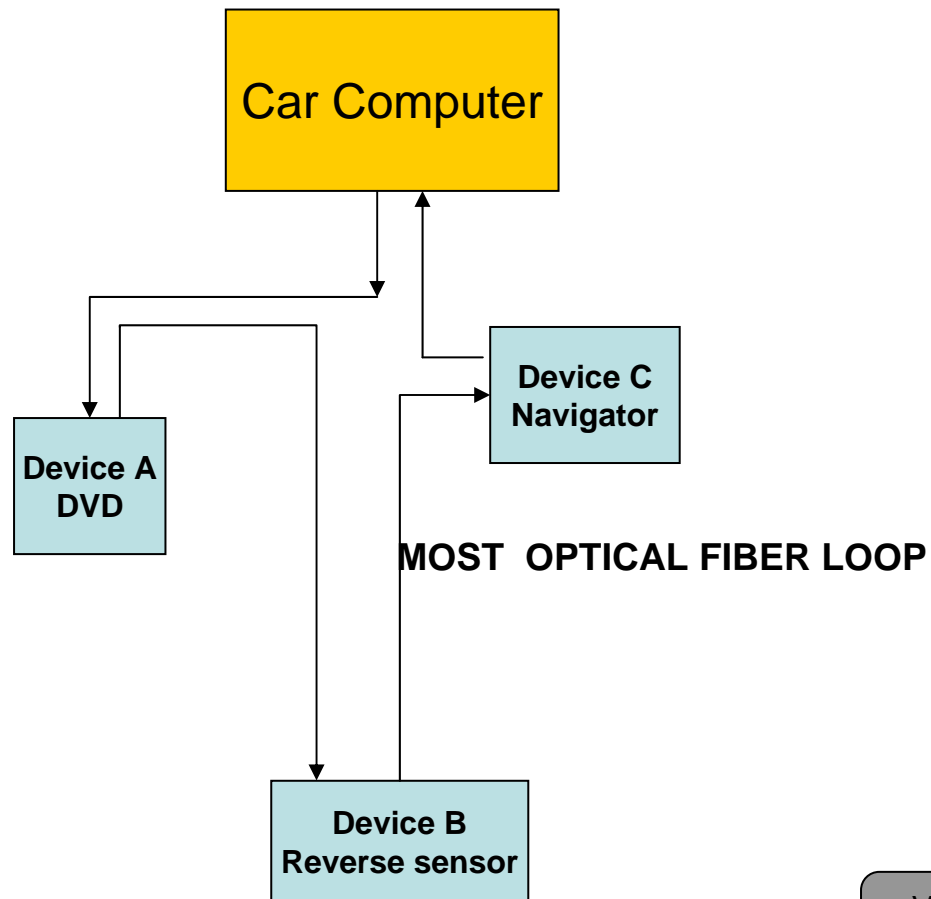 Car Computer
Device C
Navigator
Device A
DVD
MOST OPTICAL FIBER LOOP
Device B
Reverse sensor